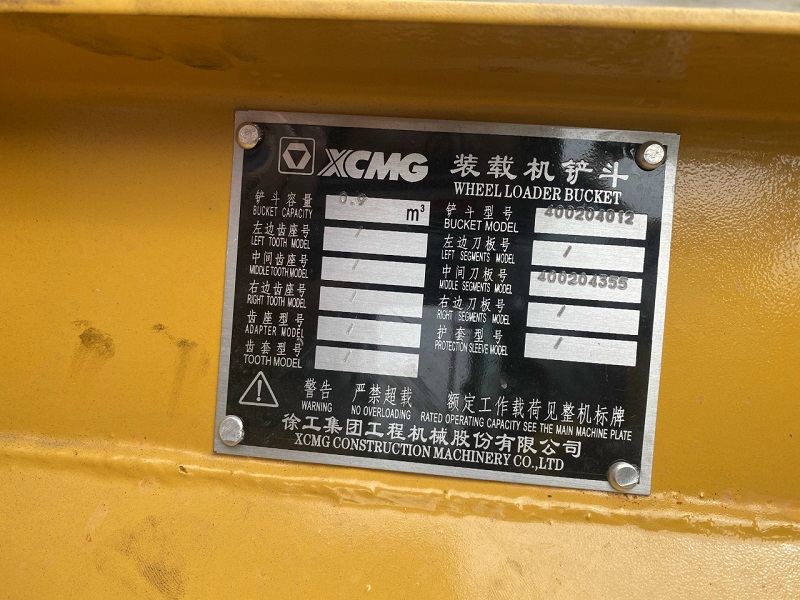 XCMG 装载机铲斗
WHEEL LOADER BUCKET
铲斗容量 0.9 m³
BUCKET CAPACITY
铲斗型号 400204012
BUCKET MODEL
左边齿座号 /
LEFT TOOTH MODEL
左边刀板号 /
LEFT SEGMENTS MODEL
中间齿座号 /
MIDDLE TOOTH MODEL
中间刀板号 400204355
MIDDLE SEGMENTS MODEL
右边齿座号 /
RIGHT TOOTH MODEL
右边刀板号 /
RIGHT SEGMENTS MODEL
齿座型号 /
ADAPTER MODEL
护套型号 /
PROTECTION SLEEVE MODEL
齿套型号 /
TOOTH MODEL
警告 严禁超载 额定工作载荷见整机标牌
WARNING NO OVERLOADING RATED OPERATING CAPACITY SEE THE MAIN MACHINE PLATE
徐工集团工程机械股份有限公司
XCMG CONSTRUCTION MACHINERY CO.,LTD